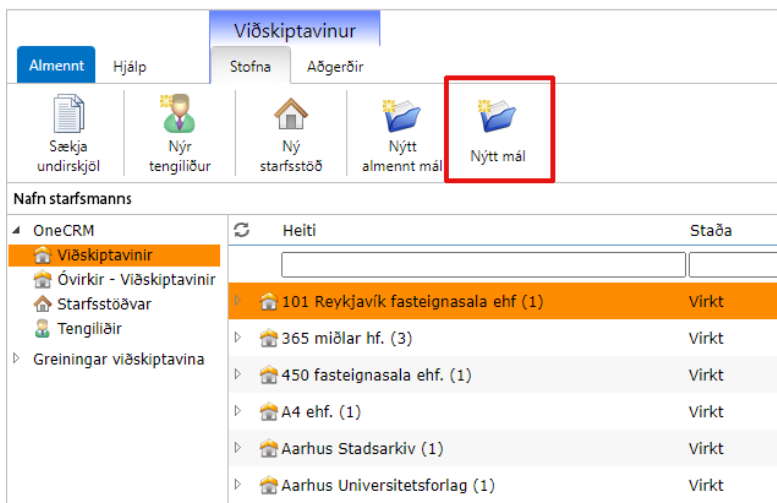 Viðskiptavinur
Almennt Hjálp Stofna Aðgerðir
Sækja undirskjöl
Nýr tengiliður
Ný starfsstöð
Nýtt almennt mál
Nýtt mál
Nafn starfsmanns
OneCRM
Viðskiptavinir
Óvirkir - Viðskiptavinir
Starfsstöðvar
Tengiliðir
Greiningar viðskiptavina
Heiti Staða
101 Reykjavík fasteignasala ehf (1) Virkt
365 miðlar hf. (3) Virkt
450 fasteignasala ehf. (1) Virkt
A4 ehf. (1) Virkt
Aarhus Stadsarkiv (1) Virkt
Aarhus Universitetsforlag (1) Virkt